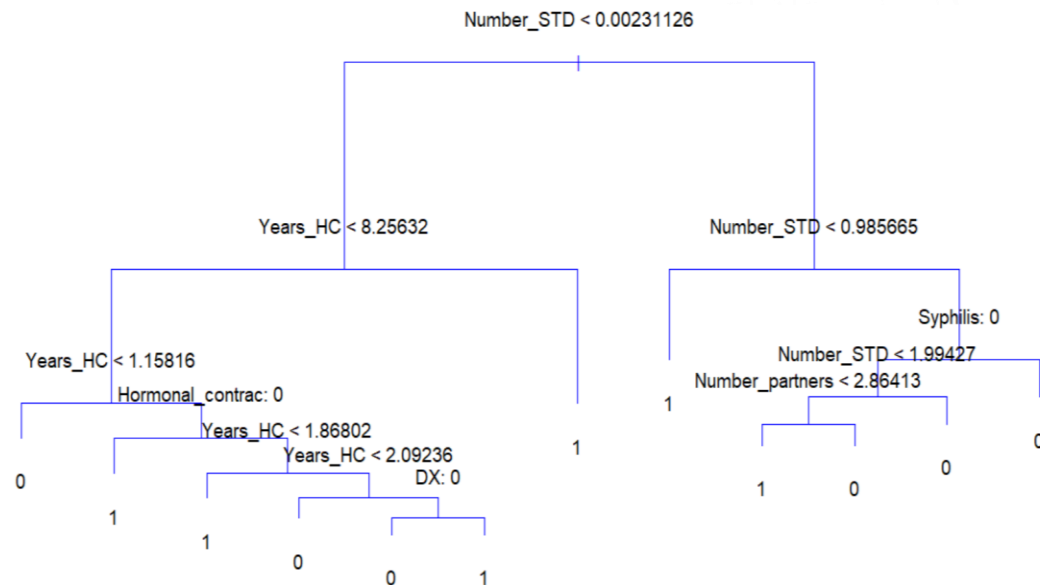 Number_STD < 0.00231126
Years_HC < 8.25632
Number_STD < 0.985665
Syphilis: 0
Years_HC < 1.15816
Number_STD < 1.99427
Number_partners < 2.86413
Hormonal_contrac: 0
1
Years_HC < 1.86802
0
1
Years_HC < 2.09236
0
DX: 0
0
1
0
1
1
0
0
1